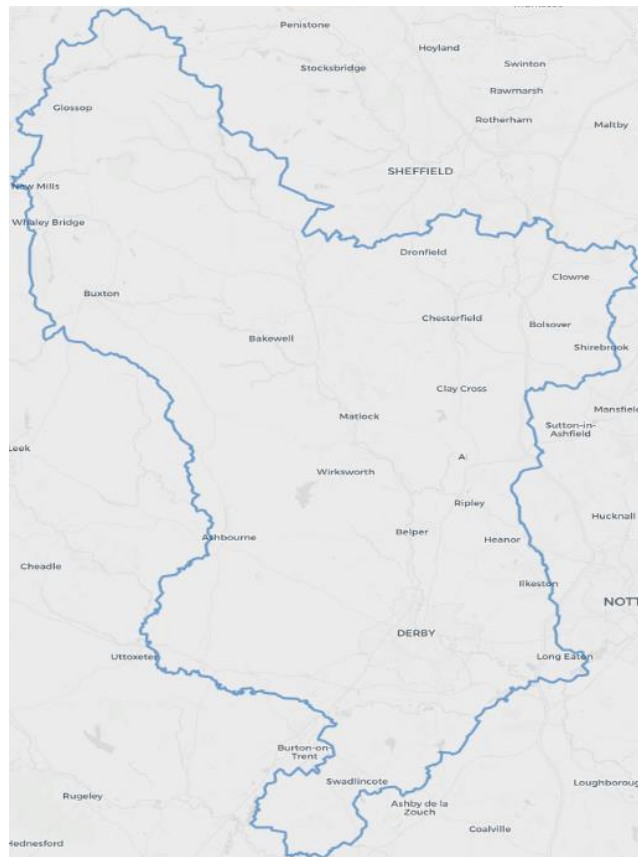 Penistone
Hoyland
Stocksbridge
Swinton
Rawmarsh
Glossop
Rotherham
Maltby
SHEFFIELD
New Mills
Whaley Bridge
Dronfield
Clowne
Buxton
Chesterfield
Bolsover
Bakewell
Shirebrook
Clay Cross
Matlock
Mansfield
Sutton-in-
Ashfield
Leek
A
Wirksworth
Ripley
Hucknall
Belper
Ashbourne
Heanor
Cheadle
Ilkeston
NOTT
DERBY
Uttoxeter
Long Eaton
Burton-on-
Trent
Swadlincote
Loughboroug
Rugeley
Ashby de la
Zouch
Coalville
Hednesford